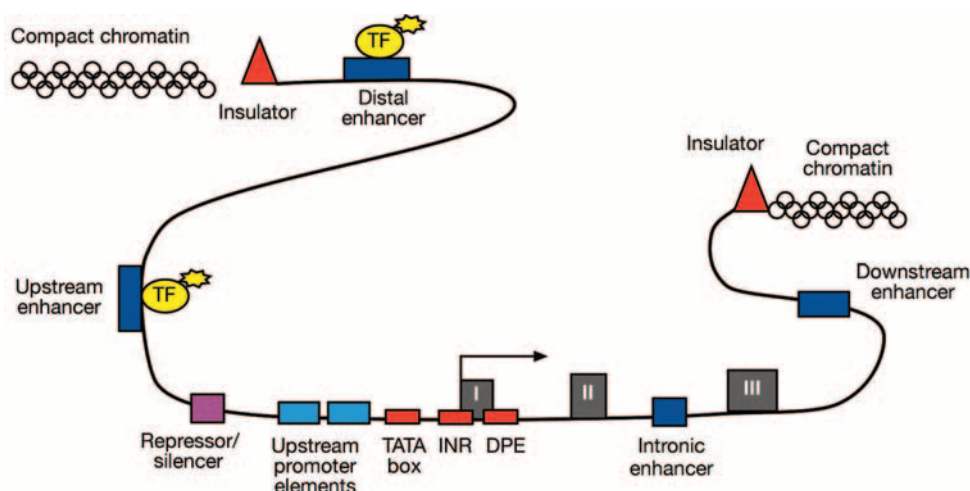 Compact chromatin
TF
Insulator
Distal
enhancer
Insulator
Compact
chromatin
Upstream
enhancer
TF
Downstream
enhancer
I
II
III
Repressor/
silencer
Upstream
promoter
elements
TATA
box
INR
DPE
Intronic
enhancer